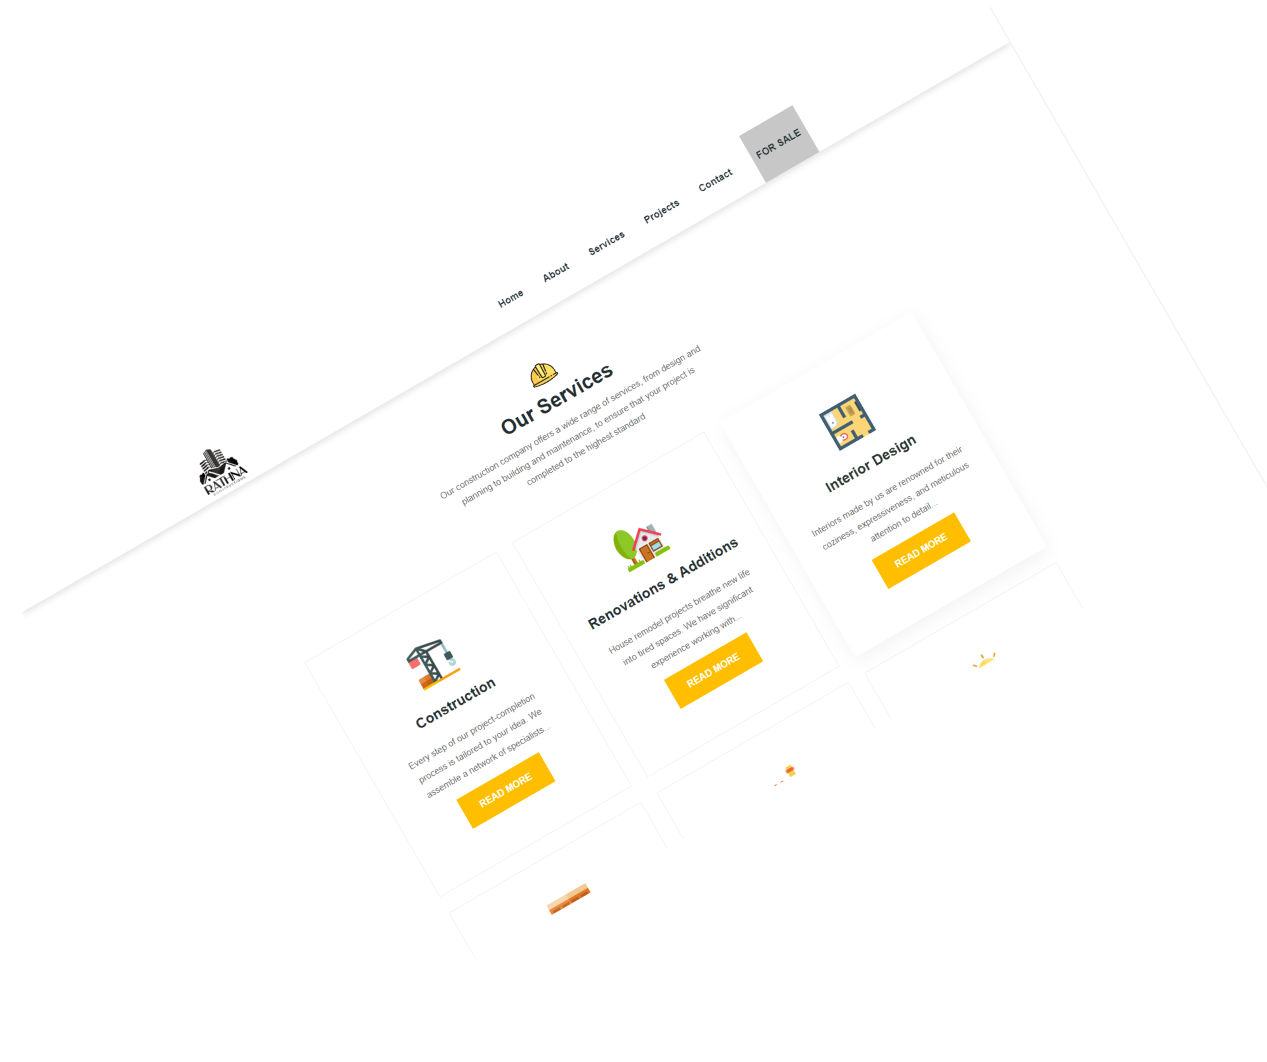 RATHNA
Home
About
Services
Projects
Contact
FOR SALE
Our Services
Our construction company offers a wide range of services, from design and
planning to building and maintenance, to ensure that your project is
completed to the highest standard
Construction
Every step of our project-completion
process is tailored to your idea. We
assemble a network of specialists...
READ MORE
Renovations & Additions
House remodel projects breathe new life
into tired spaces. We have significant
experience working with...
READ MORE
Interior Design
Interiors made by us are renowned for their
coziness, expressiveness, and meticulous
attention to detail...
READ MORE